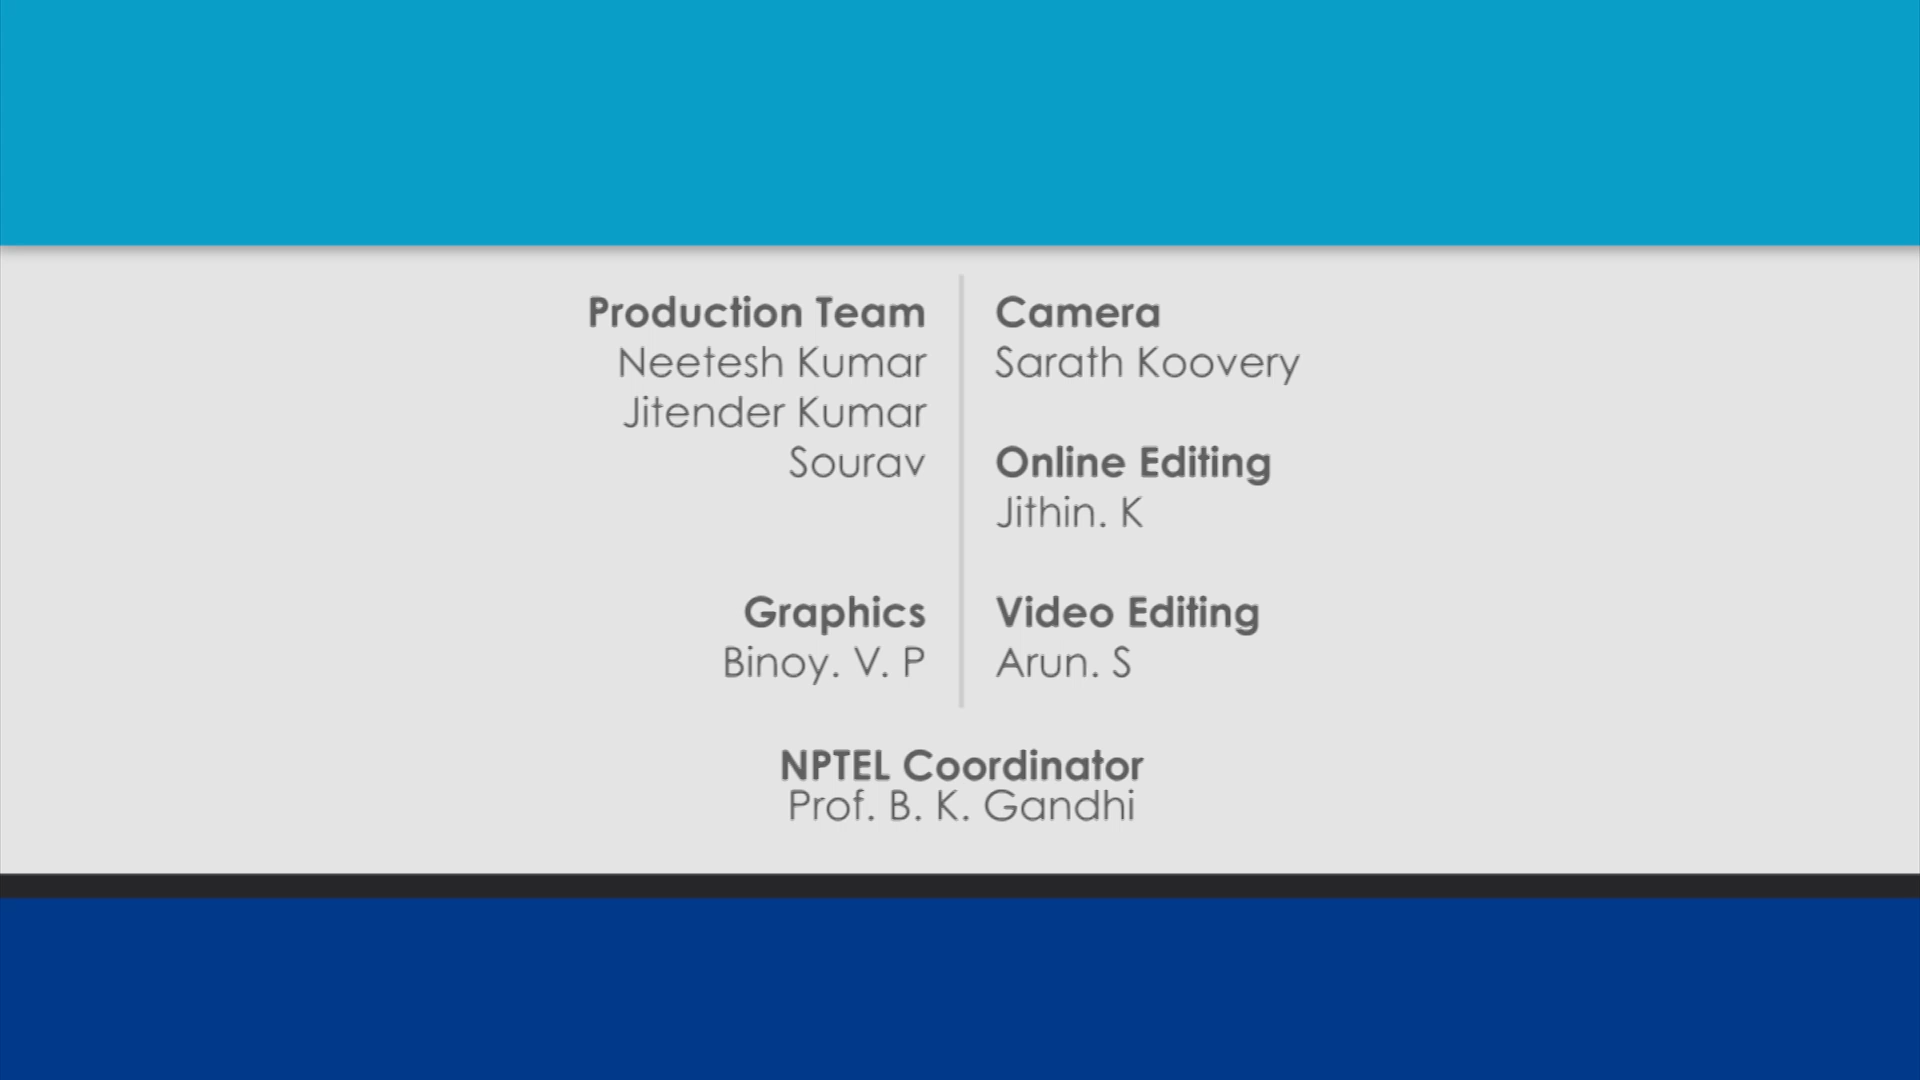 Production Team
Neetesh Kumar
Jitender Kumar
Sourav
Graphics
Binoy. V. P
Camera
Sarath Koovery
Online Editing
Jithin. K
Video Editing
Arun. S
NPTEL Coordinator
Prof. B. K. Gandhi